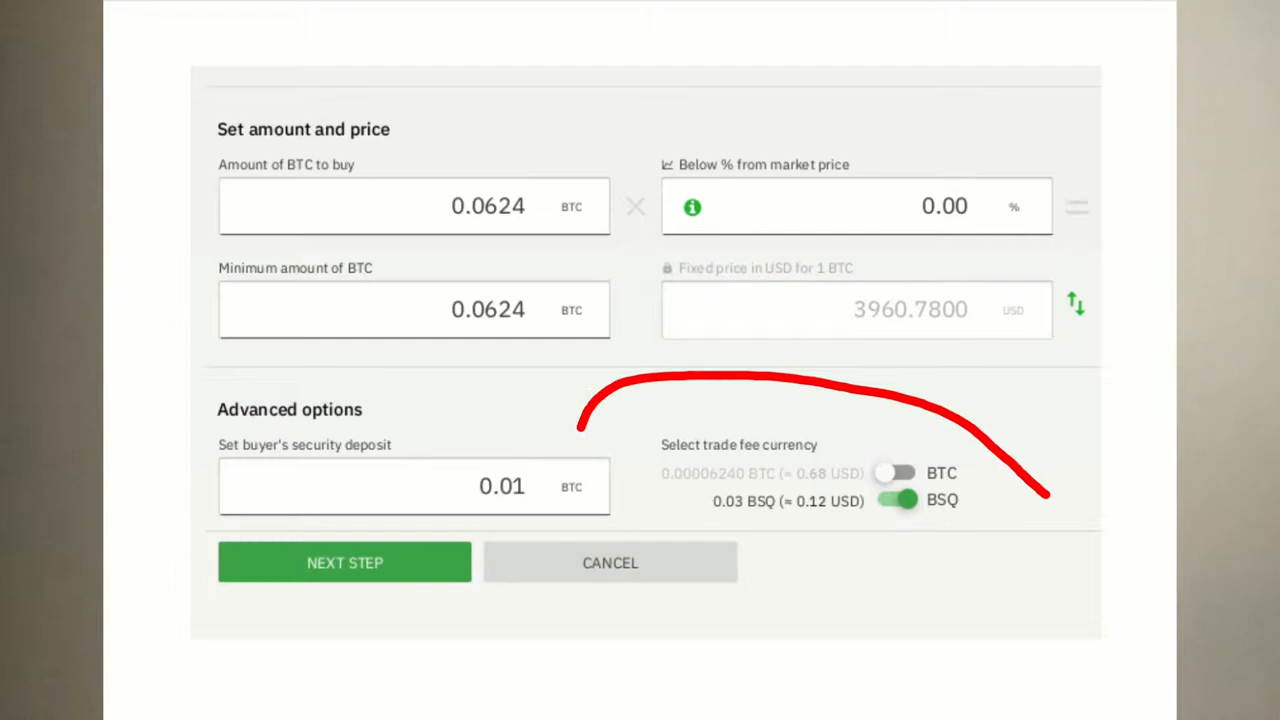 Set amount and price
Amount of BTC to buy
Below % from market price
0.0624 BTC
0.00 %
Minimum amount of BTC
Fixed price in USD for 1 BTC
0.0624 BTC
3960.7800 USD
Advanced options
Set buyer's security deposit
Select trade fee currency
0.01 BTC
0.00006240 BTC (≈ 0.68 USD) BTC
0.03 BSQ (≈ 0.12 USD) BSQ
NEXT STEP
CANCEL